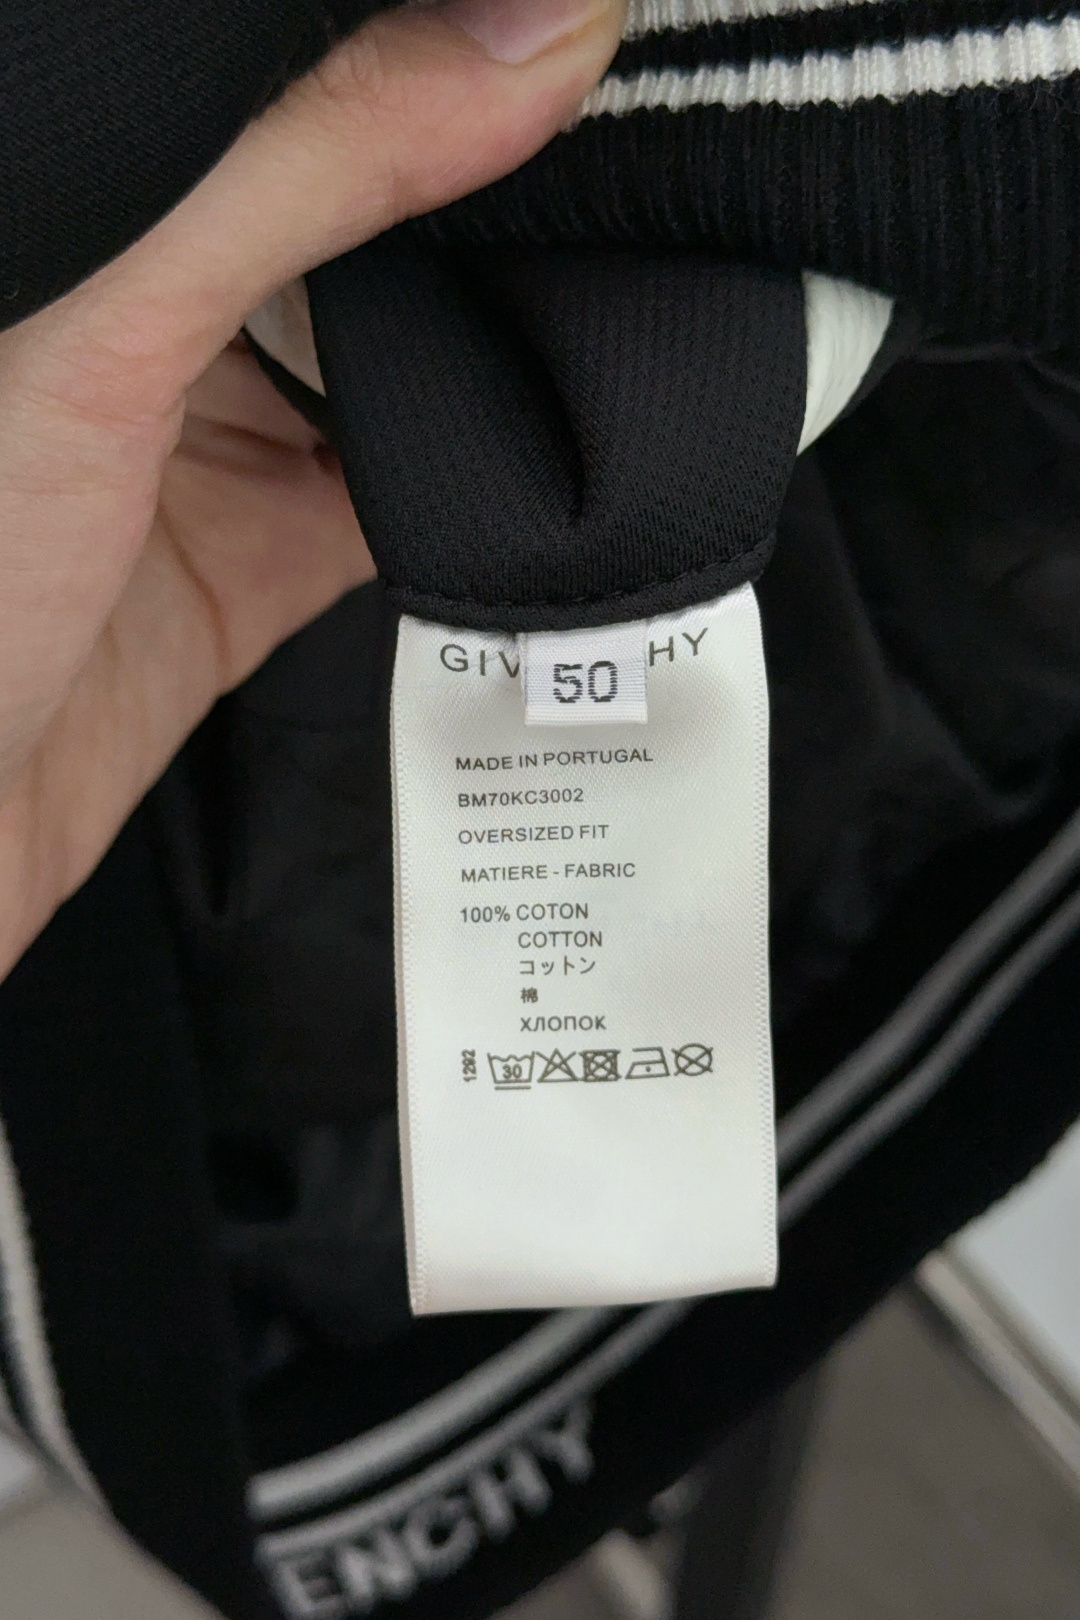 GIV HY
50
MADE IN PORTUGAL
BM70KC3002
OVERSIZED FIT
MATIERE - FABRIC
100% COTON
COTTON
コットン
棉
ХЛОПОК
1292
30
ENCHY